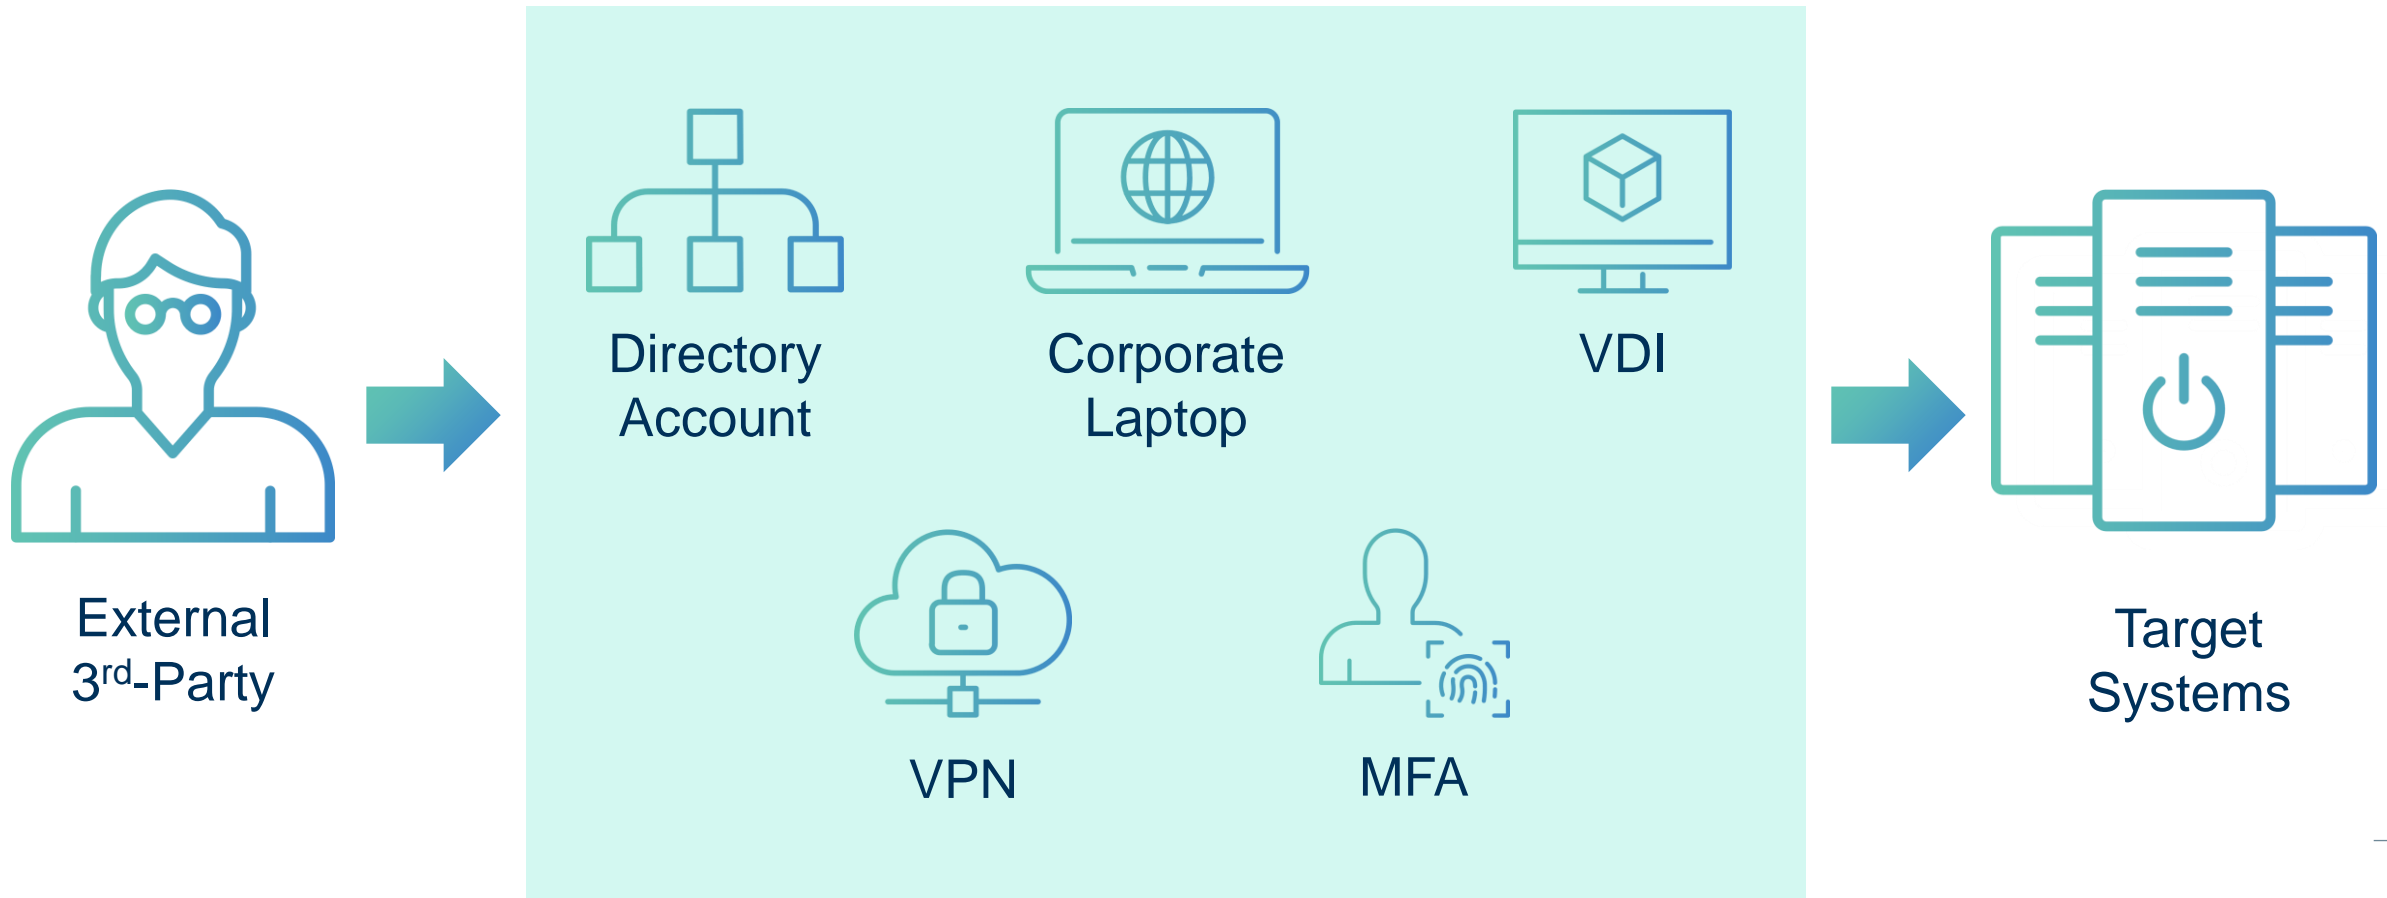 External
3rd-Party
Directory
Account
Corporate
Laptop
VDI
VPN
MFA
Target
Systems